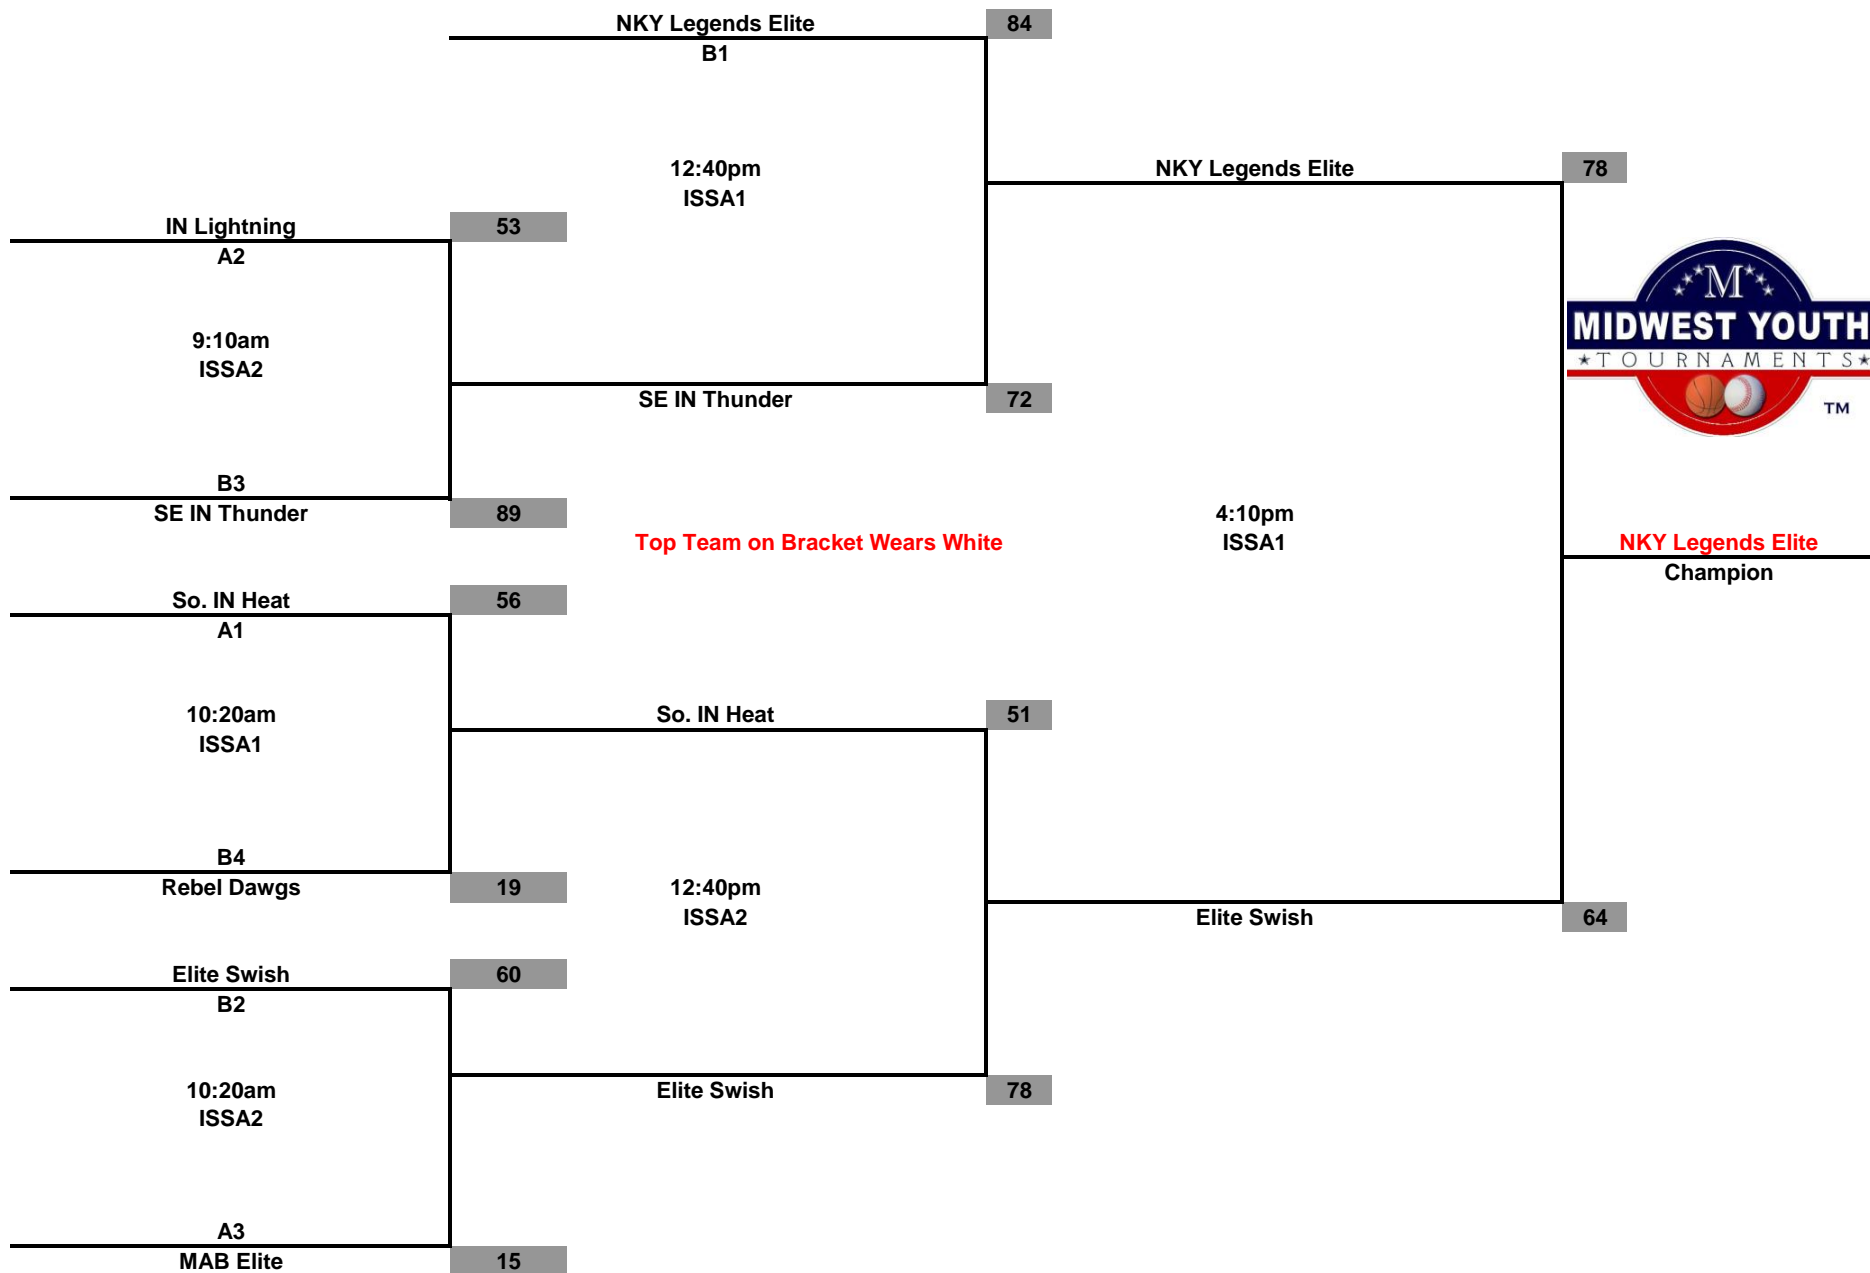 NKY Legends Elite 84
B1
12:40pm
ISSA1
NKY Legends Elite 78
IN Lightning 53
A2
9:10am
ISSA2
SE IN Thunder 72
B3
SE IN Thunder 89
M
MIDWEST YOUTH
TOURNAMENTS
TM
Top Team on Bracket Wears White
4:10pm
ISSA1
NKY Legends Elite
Champion
So. IN Heat 56
A1
10:20am
ISSA1
So. IN Heat 51
B4
Rebel Dawgs 19
12:40pm
ISSA2
Elite Swish 64
Elite Swish 60
B2
10:20am
ISSA2
Elite Swish 78
A3
MAB Elite 15